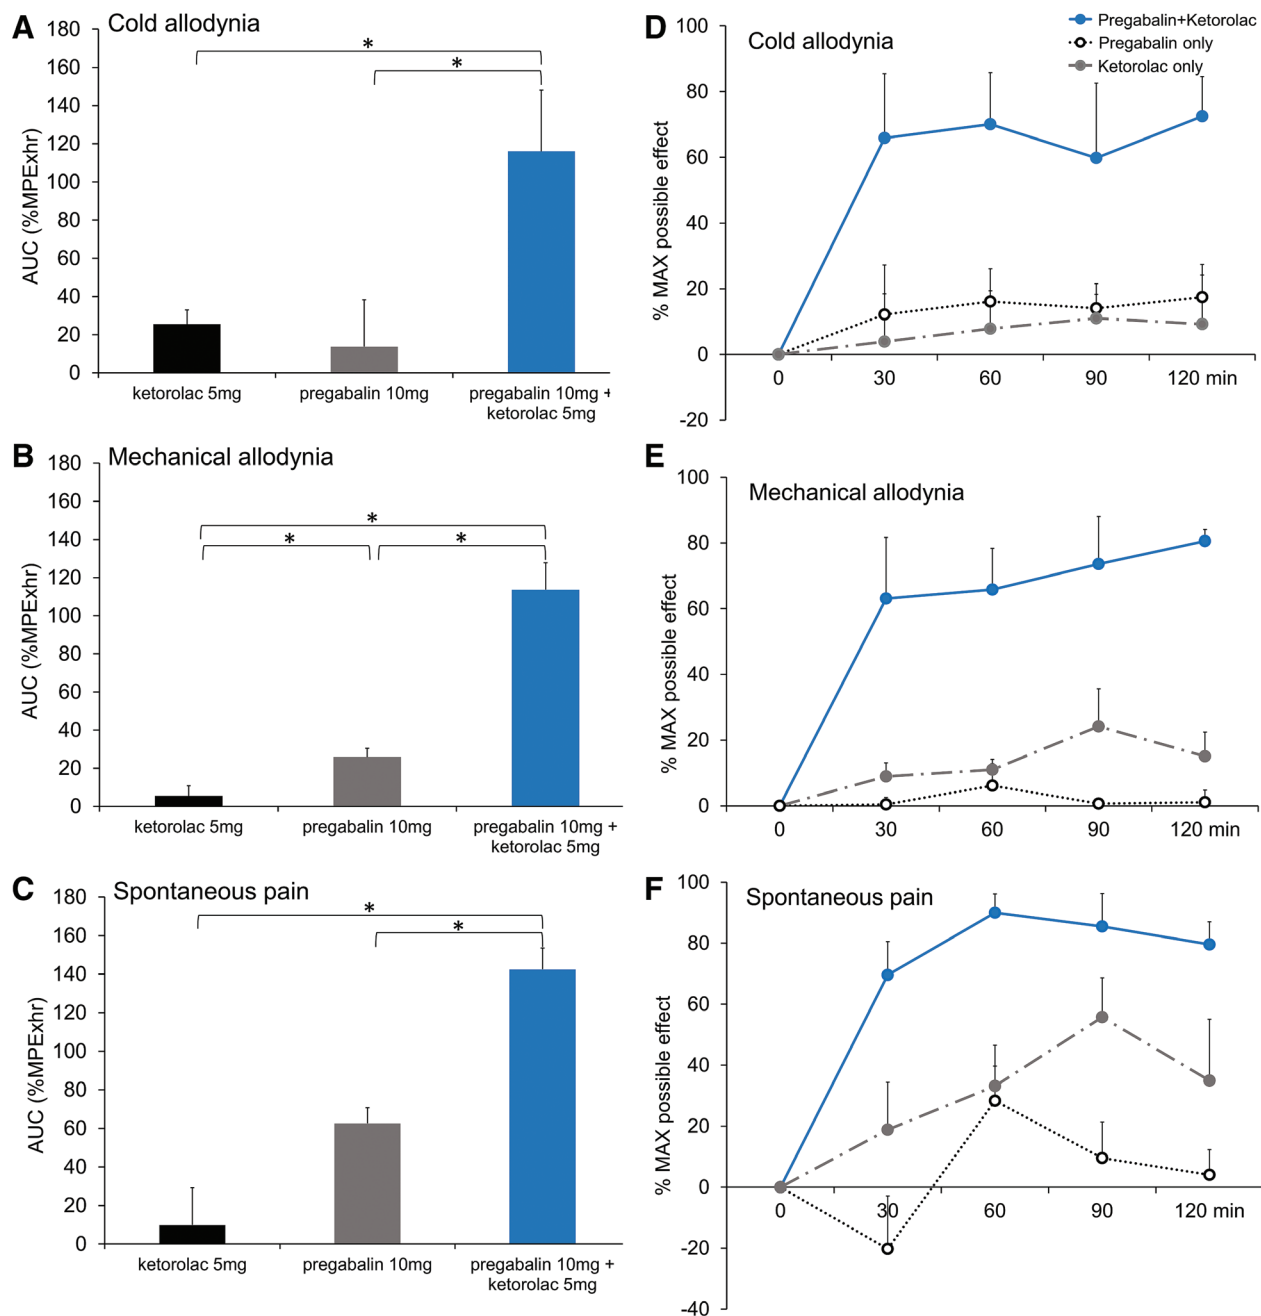 A
Cold allodynia
180
160
140
120
100
80
60
40
20
0
AUC (%MPExhr)
*
*
ketorolac 5mg
pregabalin 10mg
pregabalin 10mg +
ketorolac 5mg
D
Cold allodynia
Pregabalin+Ketorolac
Pregabalin only
Ketorolac only
100
80
60
40
20
0
-20
% MAX possible effect
0
30
60
90
120 min
B
Mechanical allodynia
180
160
140
120
100
80
60
40
20
0
AUC (%MPExhr)
*
*
*
ketorolac 5mg
pregabalin 10mg
pregabalin 10mg +
ketorolac 5mg
E
Mechanical allodynia
100
80
60
40
20
0
% MAX possible effect
0
30
60
90
120 min
C
Spontaneous pain
180
160
140
120
100
80
60
40
20
0
AUC (%MPExhr)
*
*
ketorolac 5mg
pregabalin 10mg
pregabalin 10mg +
ketorolac 5mg
F
Spontaneous pain
100
80
60
40
20
0
-20
-40
% MAX possible effect
0
30
60
90
120 min